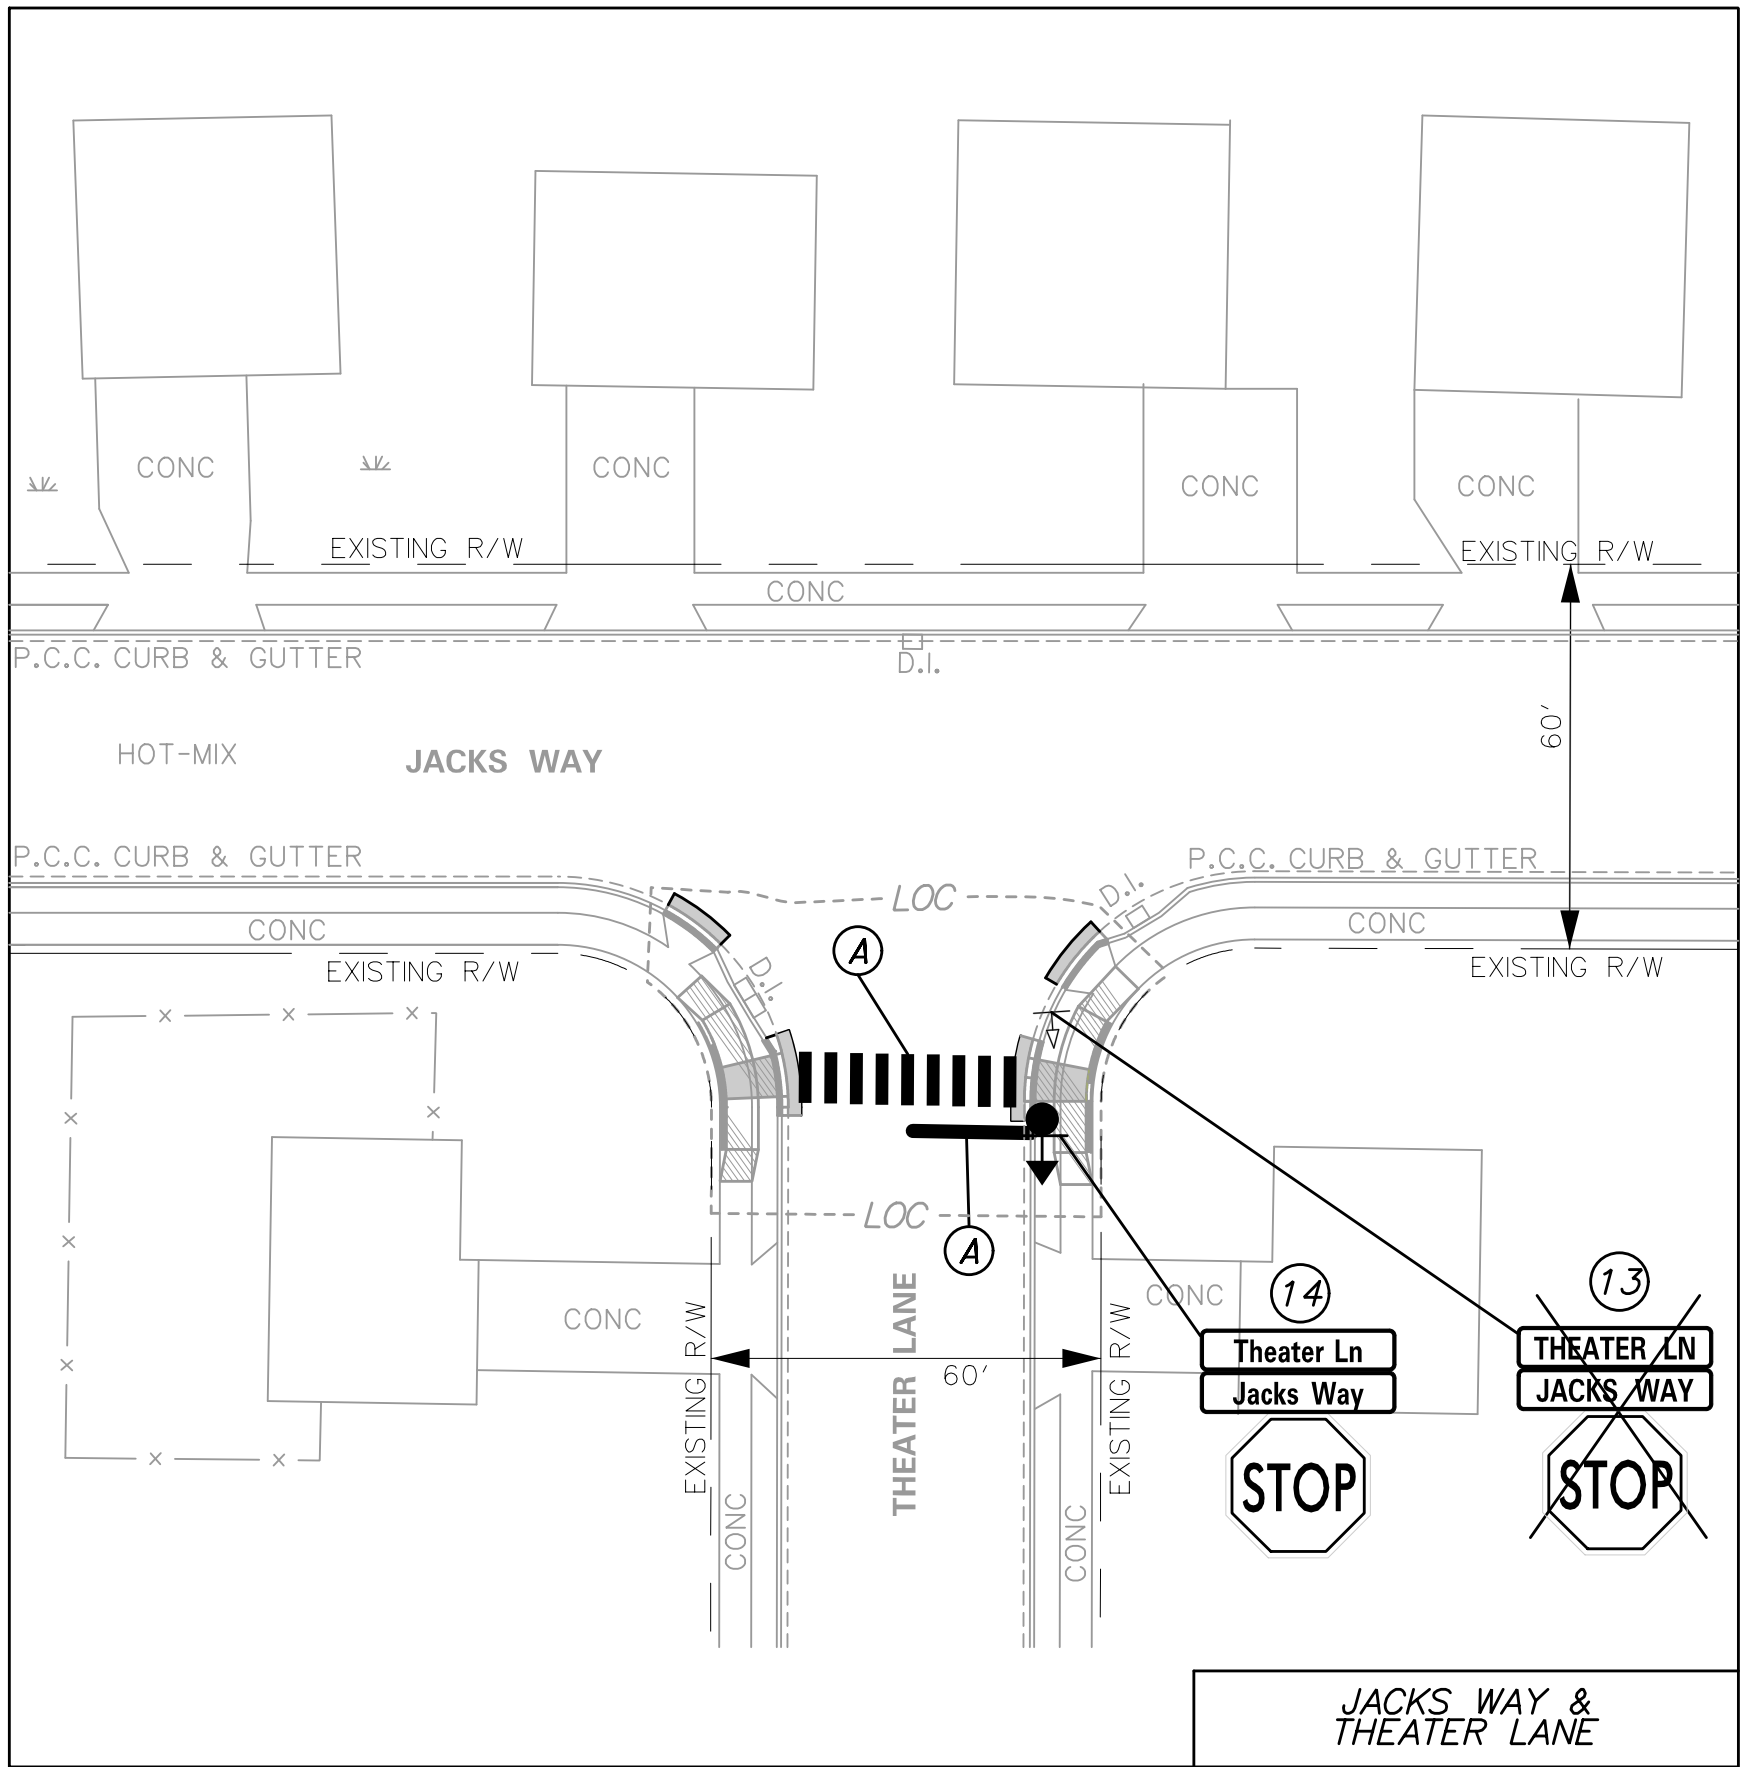 CONC
CONC
CONC
CONC
EXISTING R/W
EXISTING R/W
CONC
P.C.C. CURB & GUTTER
D.I.
60'
HOT-MIX
JACKS WAY
P.C.C. CURB & GUTTER
P.C.C. CURB & GUTTER
LOC
D.I.
CONC
CONC
A
EXISTING R/W
EXISTING R/W
D.I.
LOC
A
CONC
CONC
THEATER LANE
EXISTING R/W
EXISTING R/W
60'
14
Theater Ln
Jacks Way
STOP
13
THEATER LN
JACKS WAY
STOP
CONC
CONC
JACKS WAY &
THEATER LANE